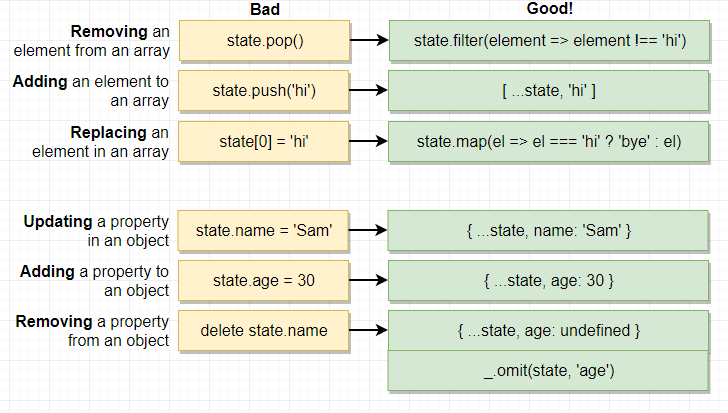 Bad
Good!
Removing an
element from an array
state.pop()
state.filter(element => element !== 'hi')
Adding an element to
an array
state.push('hi')
[ ...state, 'hi' ]
Replacing an
element in an array
state[0] = 'hi'
state.map(el => el === 'hi' ? 'bye' : el)
Updating a property
in an object
state.name = 'Sam'
{ ...state, name: 'Sam' }
Adding a property to
an object
state.age = 30
{ ...state, age: 30 }
Removing a property
from an object
delete state.name
{ ...state, age: undefined }
_.omit(state, 'age')